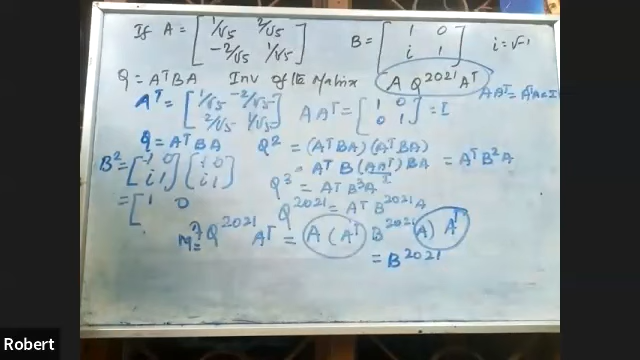 If A = [ 1/√5 2/√5 B = [ 1 0 i = √-1
-2/√5 1/√5 ] i 1 ]
Q = AᵀBA Inv of the Matrix A Q²⁰²¹ Aᵀ
AAᵀ = AᵀA = I
Aᵀ = [ 1/√5 -2/√5 AAᵀ = [ 1 0 = I
2/√5 1/√5 ] 0 1 ]
Q = AᵀBA Q² = (AᵀBA)(AᵀBA)
B² = [ 1 0 [ 1 0 = AᵀB(AAᵀ)BA = AᵀB²A
i 1 ] i 1 ] Q³ = AᵀB³A
= [ 1 0 Q²⁰²¹ = AᵀB²⁰²¹A
Q²⁰²¹ Aᵀ = A(Aᵀ B²⁰²¹A) Aᵀ
= B²⁰²¹
Robert